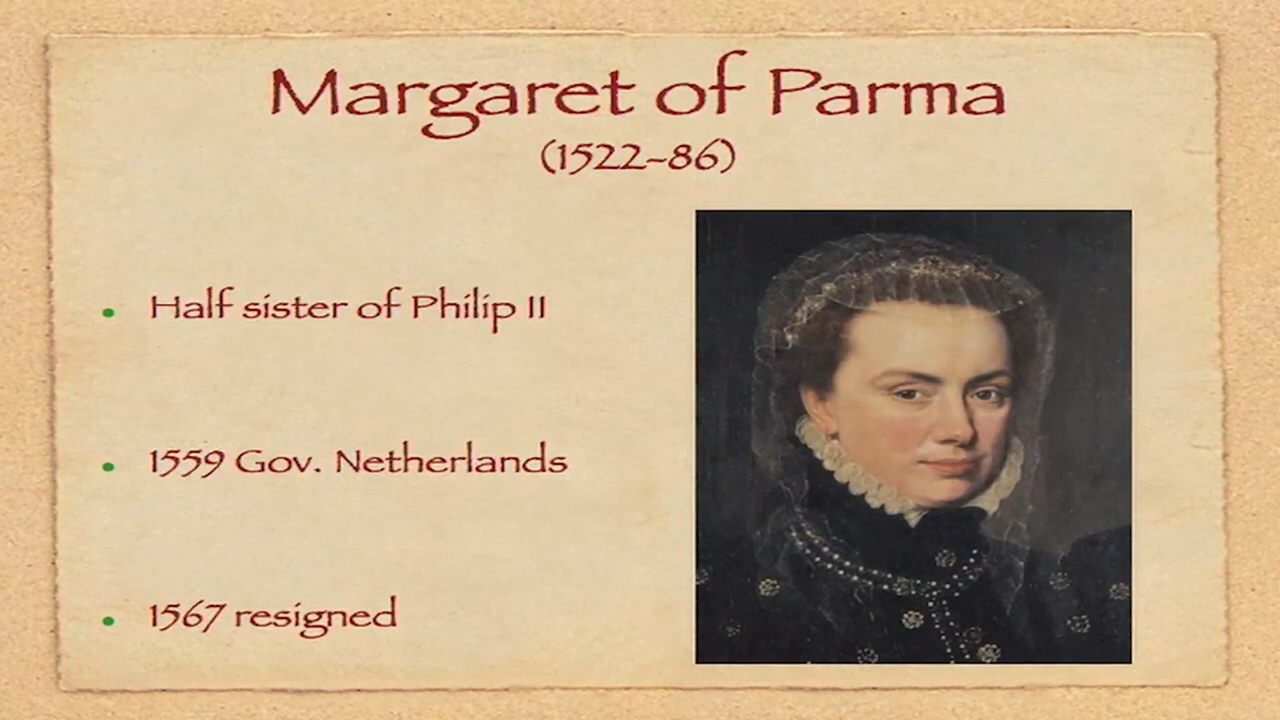 Margaret of Parma
(1522-86)
Half sister of Philip II
1559 Gov. Netherlands
1567 resigned